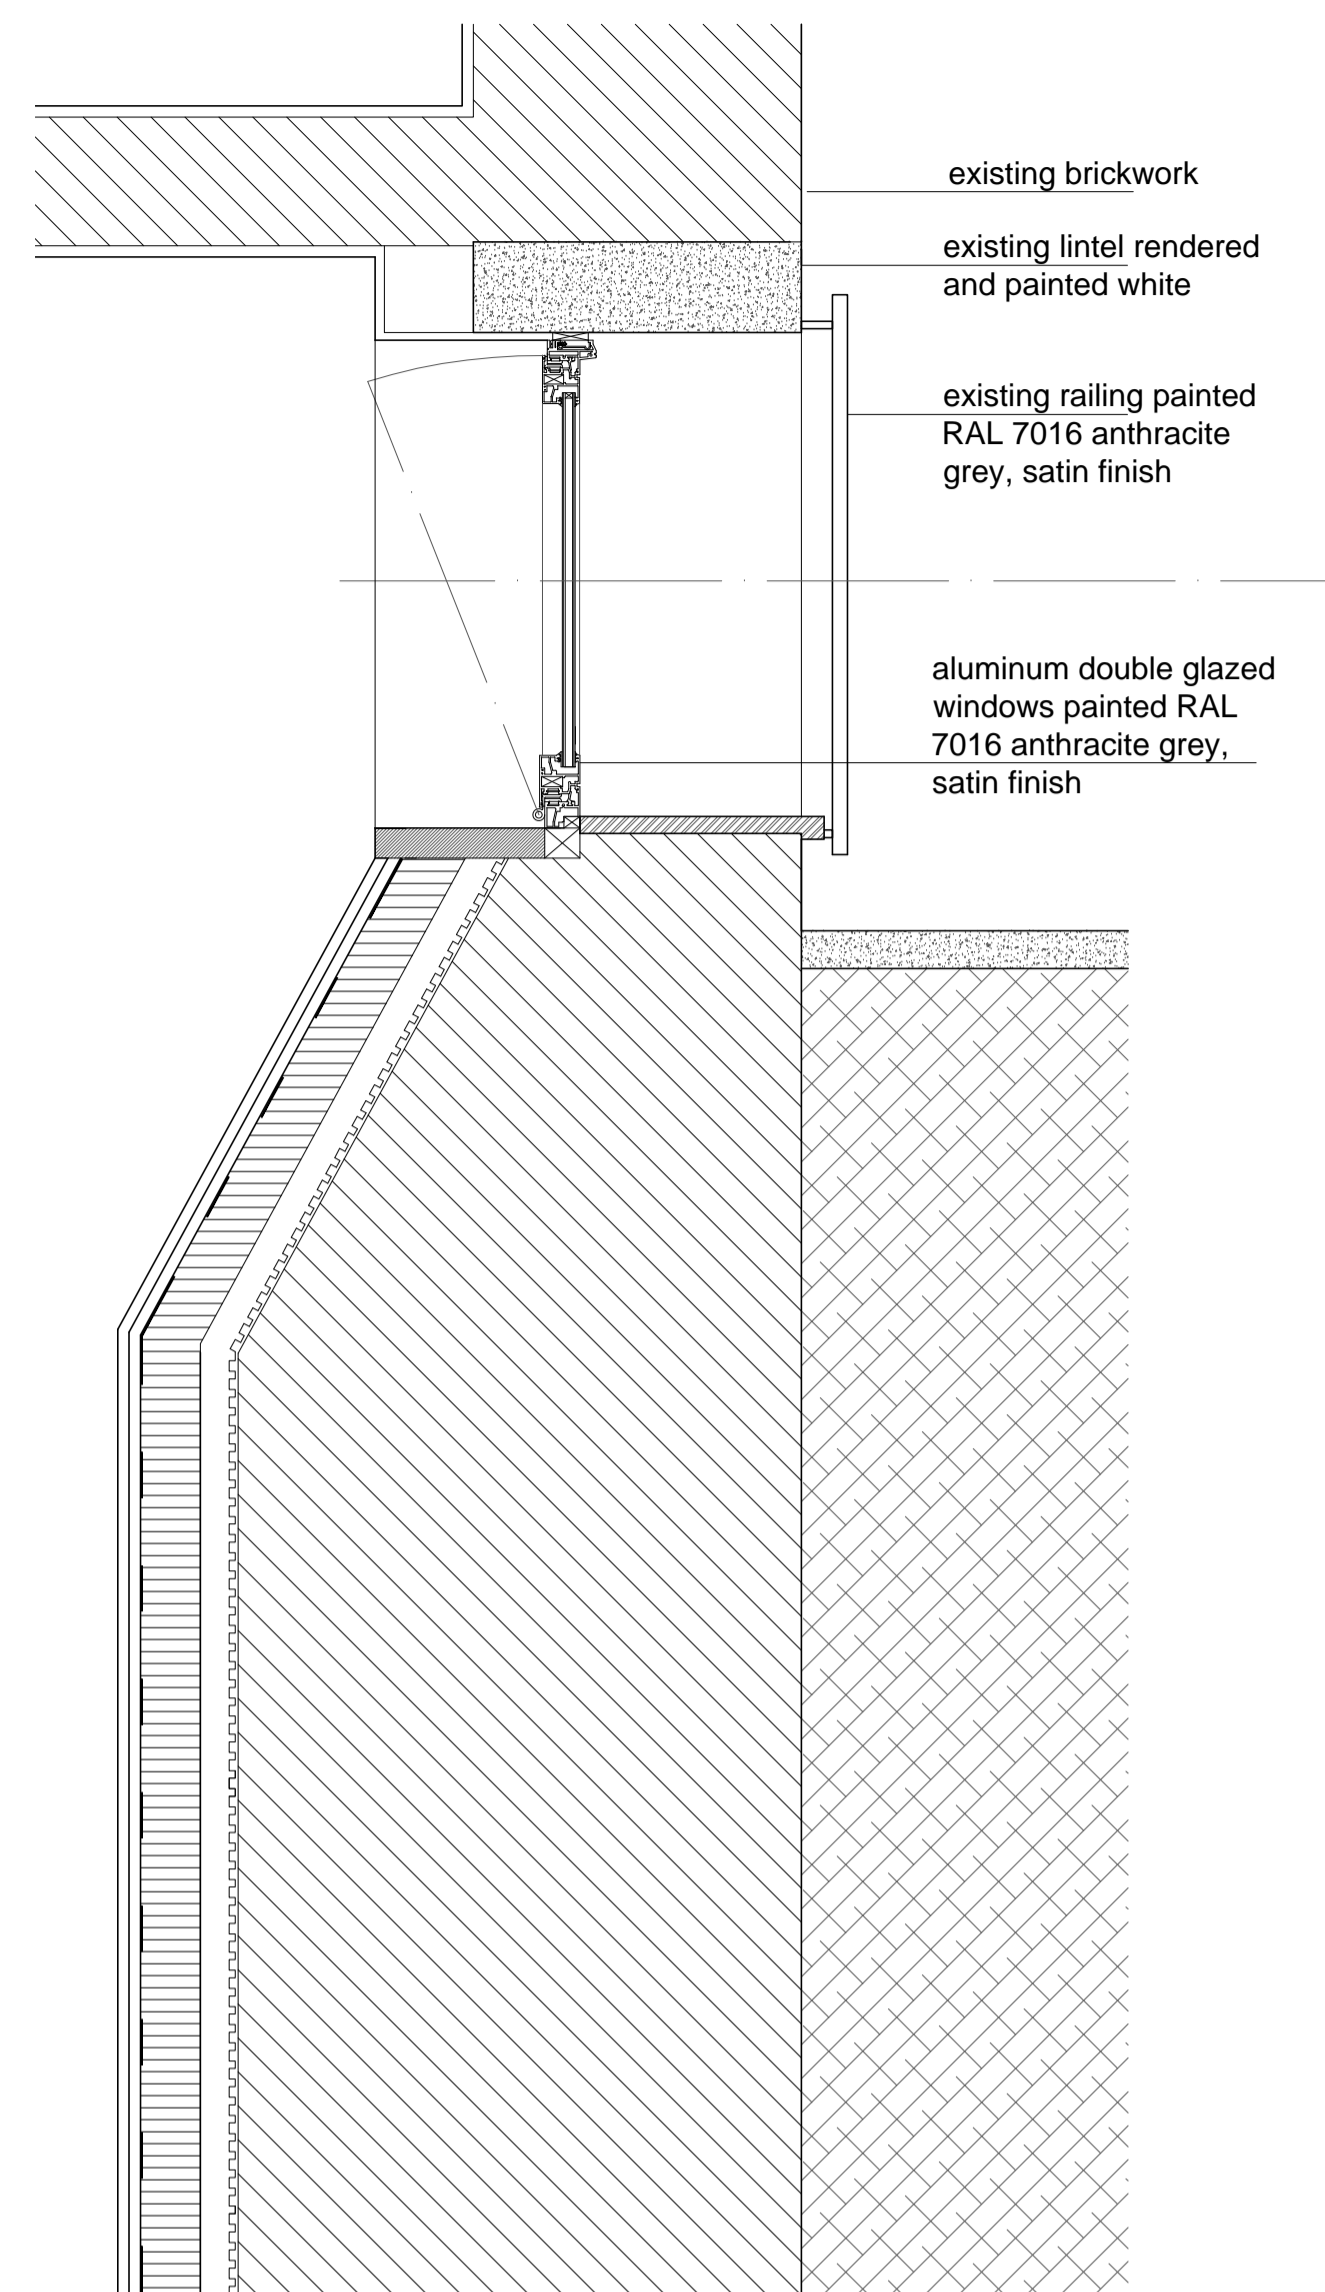 existing brickwork
existing lintel rendered
and painted white
existing railing painted
RAL 7016 anthracite
grey, satin finish
aluminum double glazed
windows painted RAL
7016 anthracite grey,
satin finish